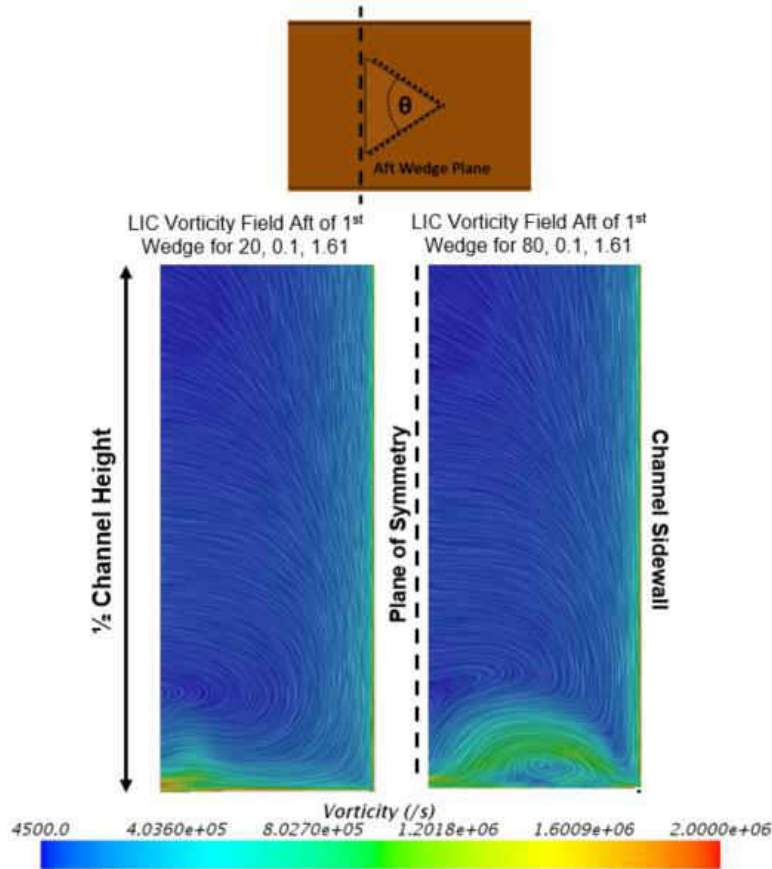 θ
Aft Wedge Plane
LIC Vorticity Field Aft of 1st
Wedge for 20, 0.1, 1.61
LIC Vorticity Field Aft of 1st
Wedge for 80, 0.1, 1.61
½ Channel Height
Plane of Symmetry
Channel Sidewall
Vorticity (/s)
4500.0 4.0360e+05 8.0270e+05 1.2018e+06 1.6009e+06 2.0000e+06